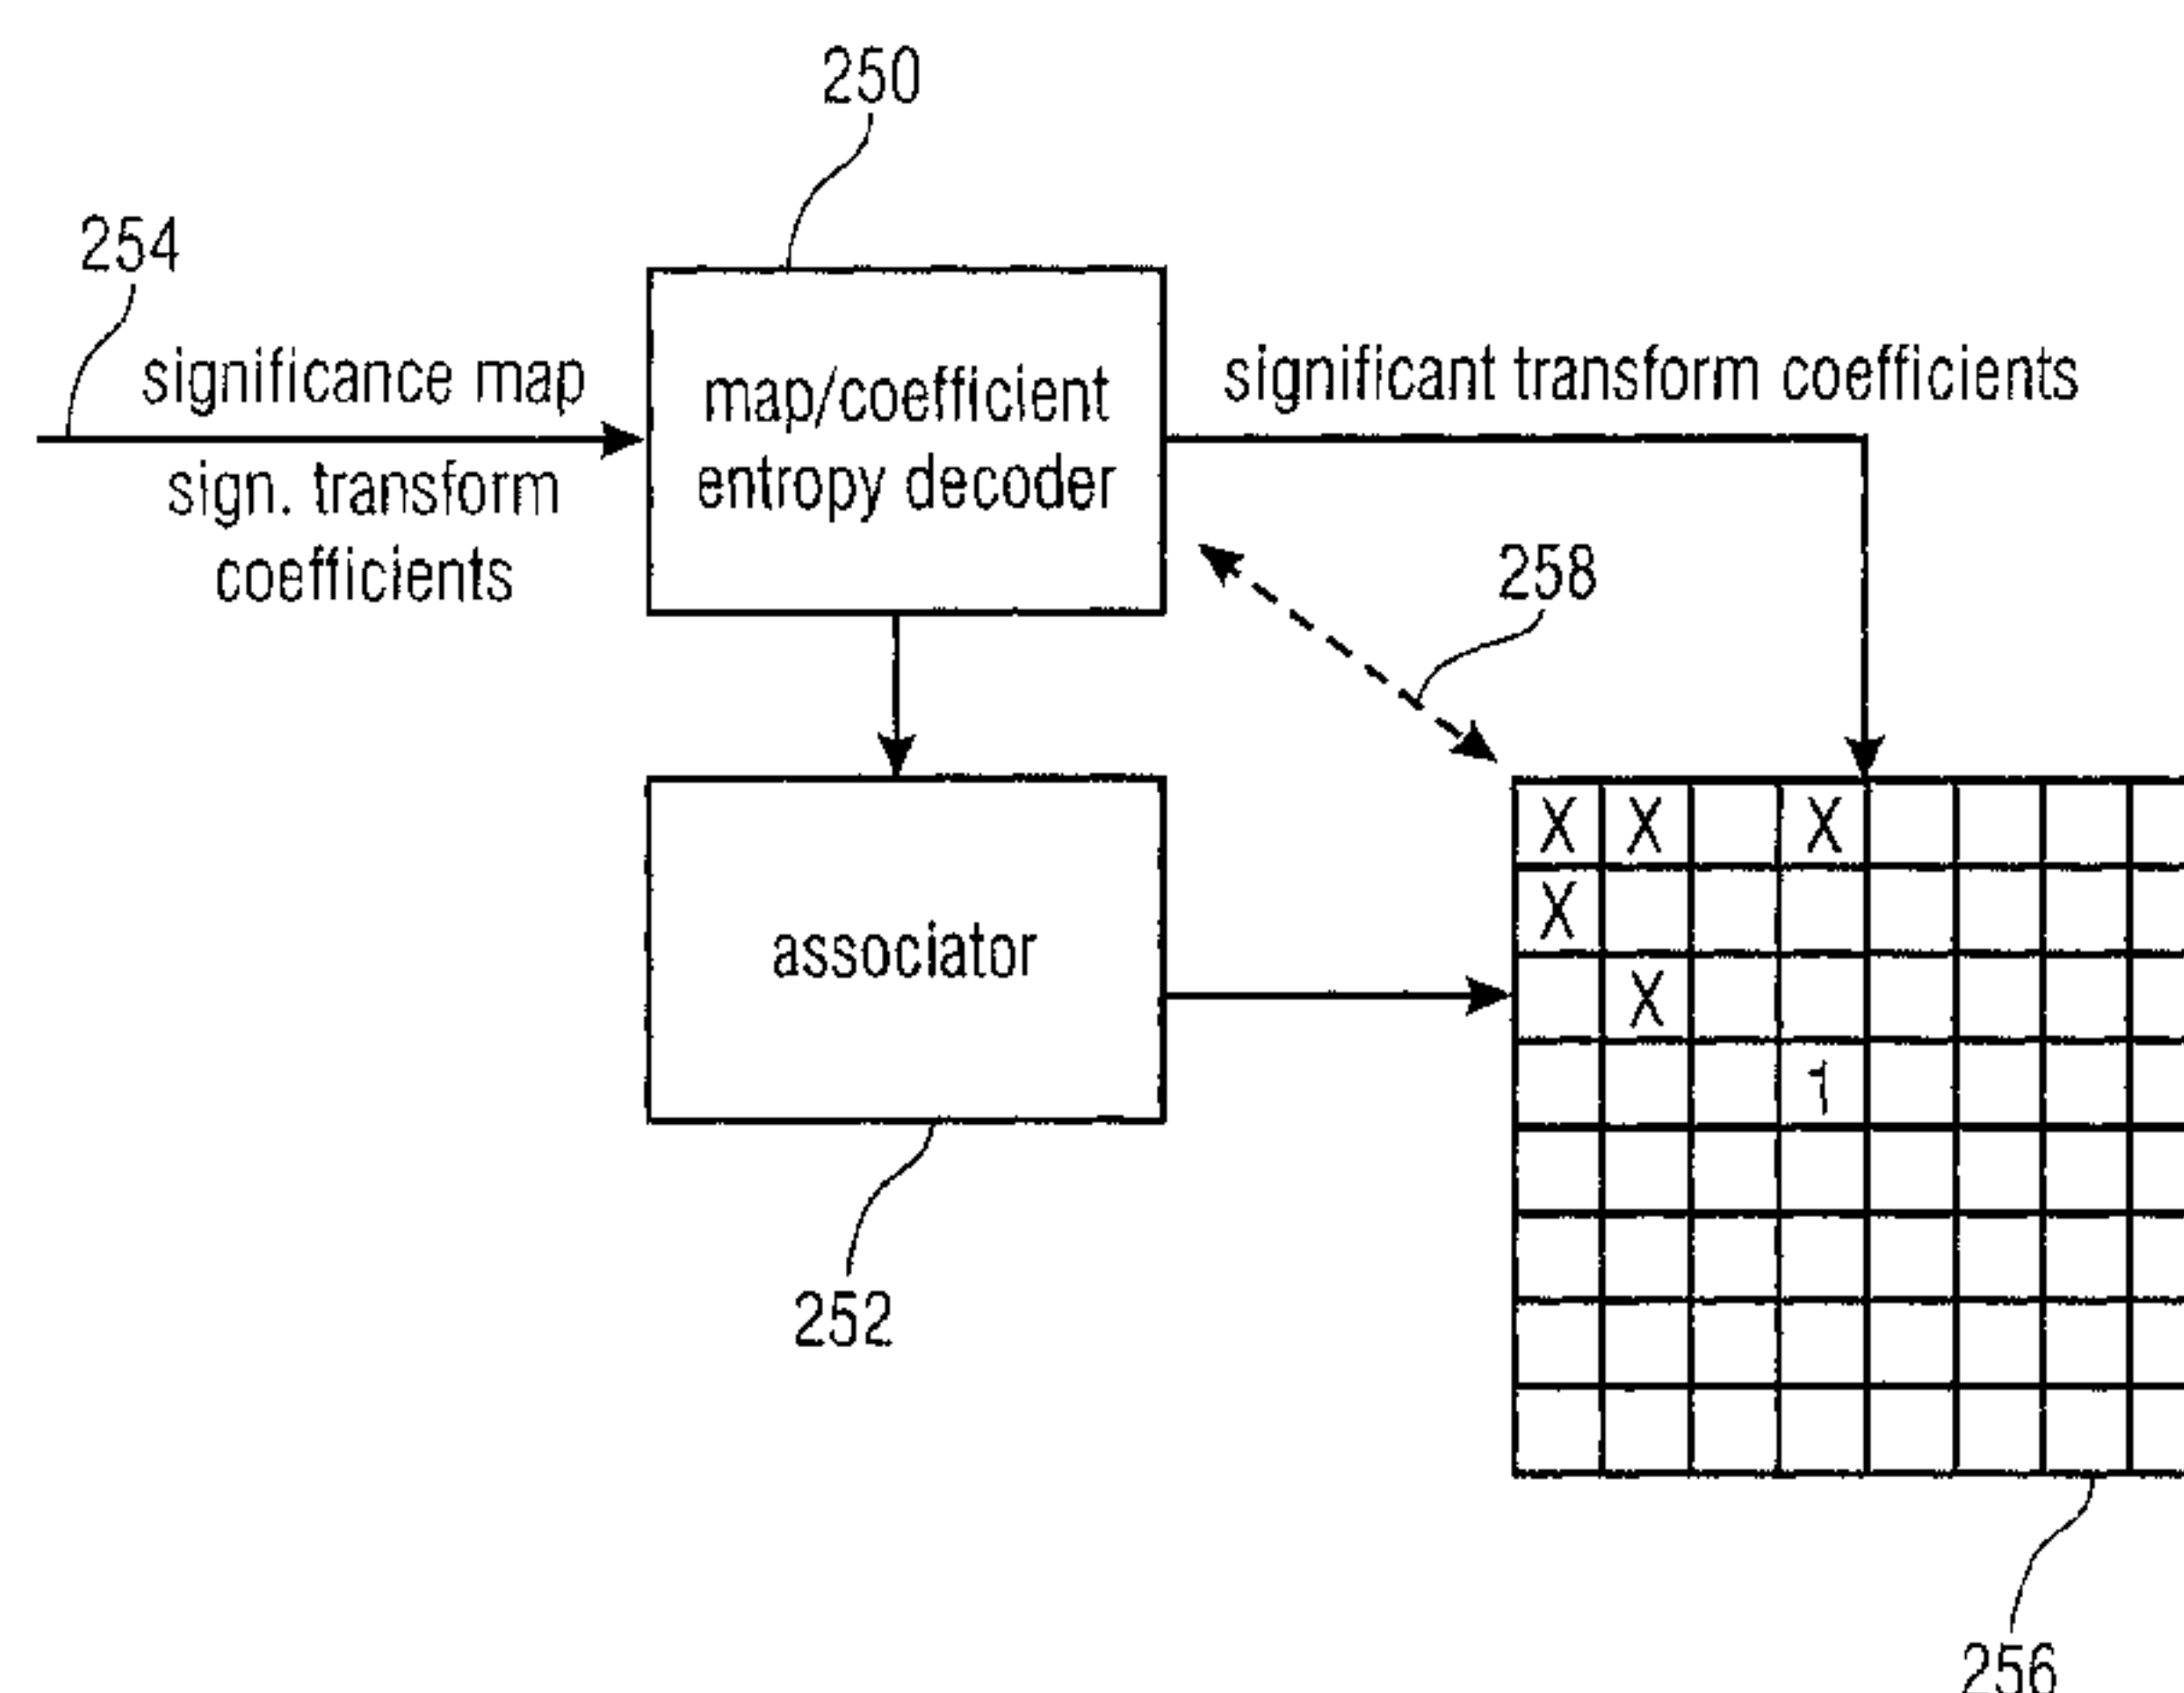 250
254
significance map
sign. transform
coefficients
map/coefficient
entropy decoder
significant transform coefficients
258
associator
X X X
X
X
1
252
256